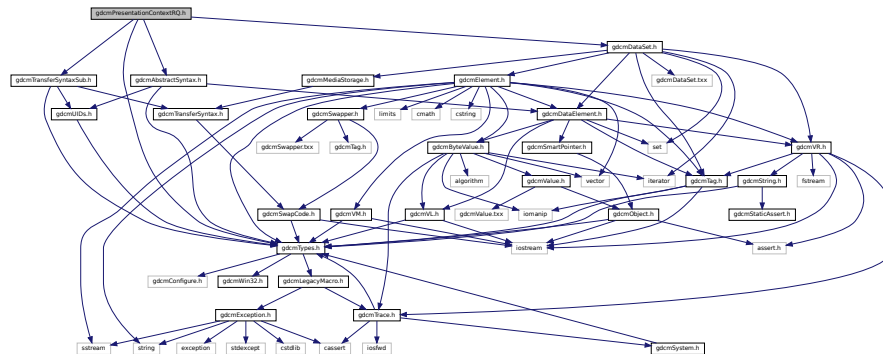 gdcmPresentationContextRQ.h
gdcmDataSet.h
gdcmTransferSyntaxSub.h
gdcmAbstractSyntax.h
gdcmMediaStorage.h
gdcmElement.h
gdcmDataSet.txx
gdcmUIDs.h
gdcmTransferSyntax.h
gdcmSwapper.h
limits
cmath
cstring
gdcmDataElement.h
gdcmSwapper.txx
gdcmTag.h
gdcmByteValue.h
gdcmSmartPointer.h
set
gdcmVR.h
algorithm
gdcmValue.h
vector
iterator
gdcmTag.h
gdcmString.h
fstream
gdcmSwapCode.h
gdcmVM.h
gdcmVL.h
gdcmValue.txx
iomanip
gdcmObject.h
gdcmStaticAssert.h
gdcmTypes.h
iostream
assert.h
gdcmConfigure.h
gdcmWin32.h
gdcmLegacyMacro.h
gdcmException.h
gdcmTrace.h
sstream
string
exception
stdexcept
cstdlib
cassert
iosfwd
gdcmSystem.h